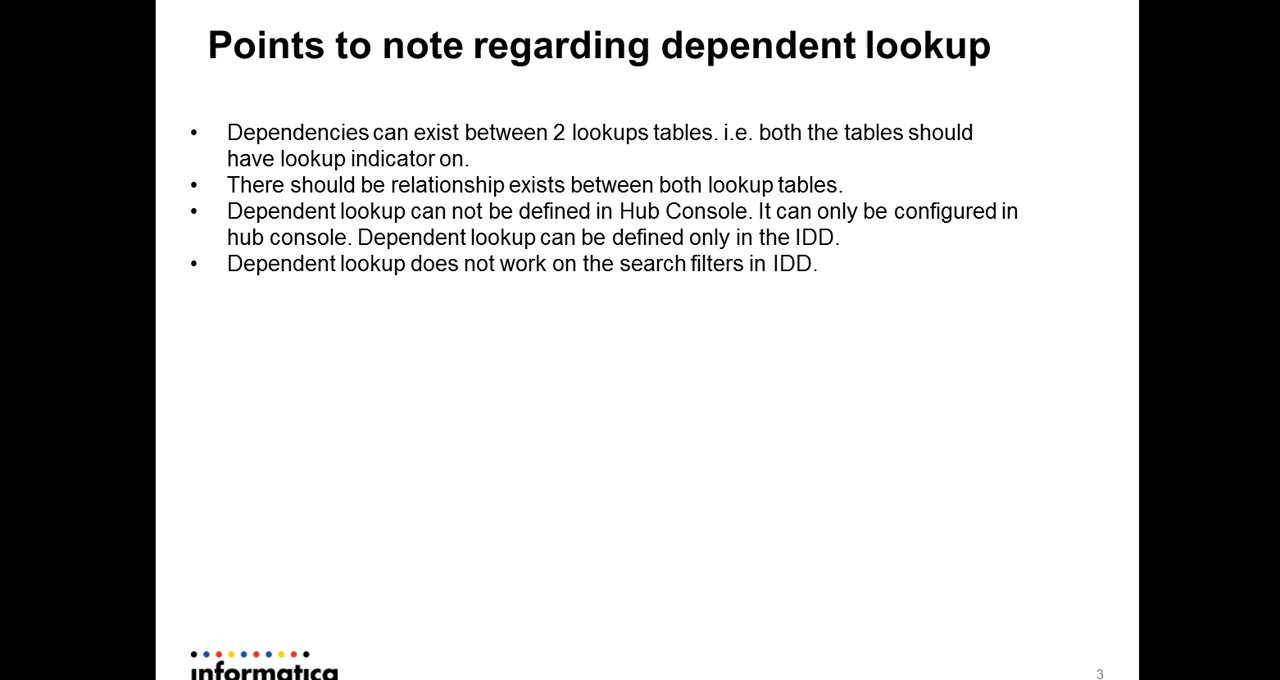 Points to note regarding dependent lookup
• Dependencies can exist between 2 lookups tables. i.e. both the tables should
have lookup indicator on.
• There should be relationship exists between both lookup tables.
• Dependent lookup can not be defined in Hub Console. It can only be configured in
hub console. Dependent lookup can be defined only in the IDD.
• Dependent lookup does not work on the search filters in IDD.
informatica
3